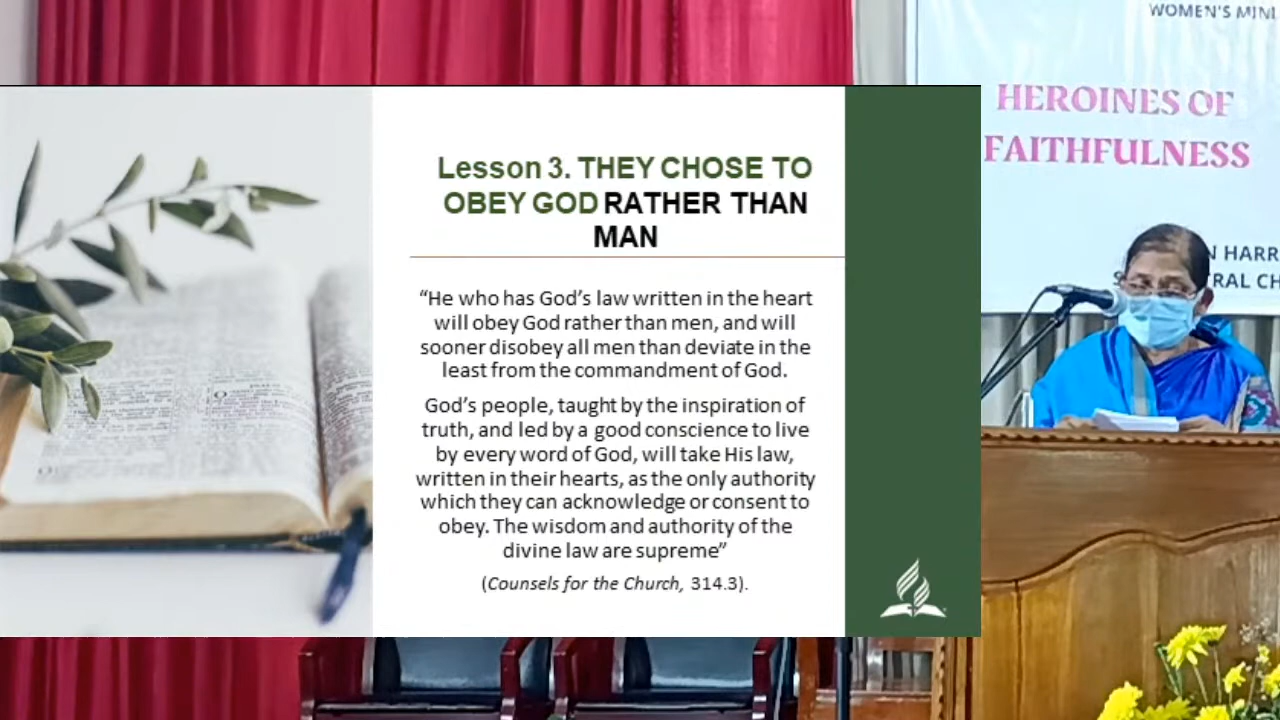 WOMEN'S MINI
HEROINES OF
FAITHFULNESS
N HARR
RAL CH
Lesson 3. THEY CHOSE TO
OBEY GOD RATHER THAN
MAN
“He who has God’s law written in the heart
will obey God rather than men, and will
sooner disobey all men than deviate in the
least from the commandment of God.
God’s people, taught by the inspiration of
truth, and led by a good conscience to live
by every word of God, will take His law,
written in their hearts, as the only authority
which they can acknowledge or consent to
obey. The wisdom and authority of the
divine law are supreme”
(Counsels for the Church, 314.3).